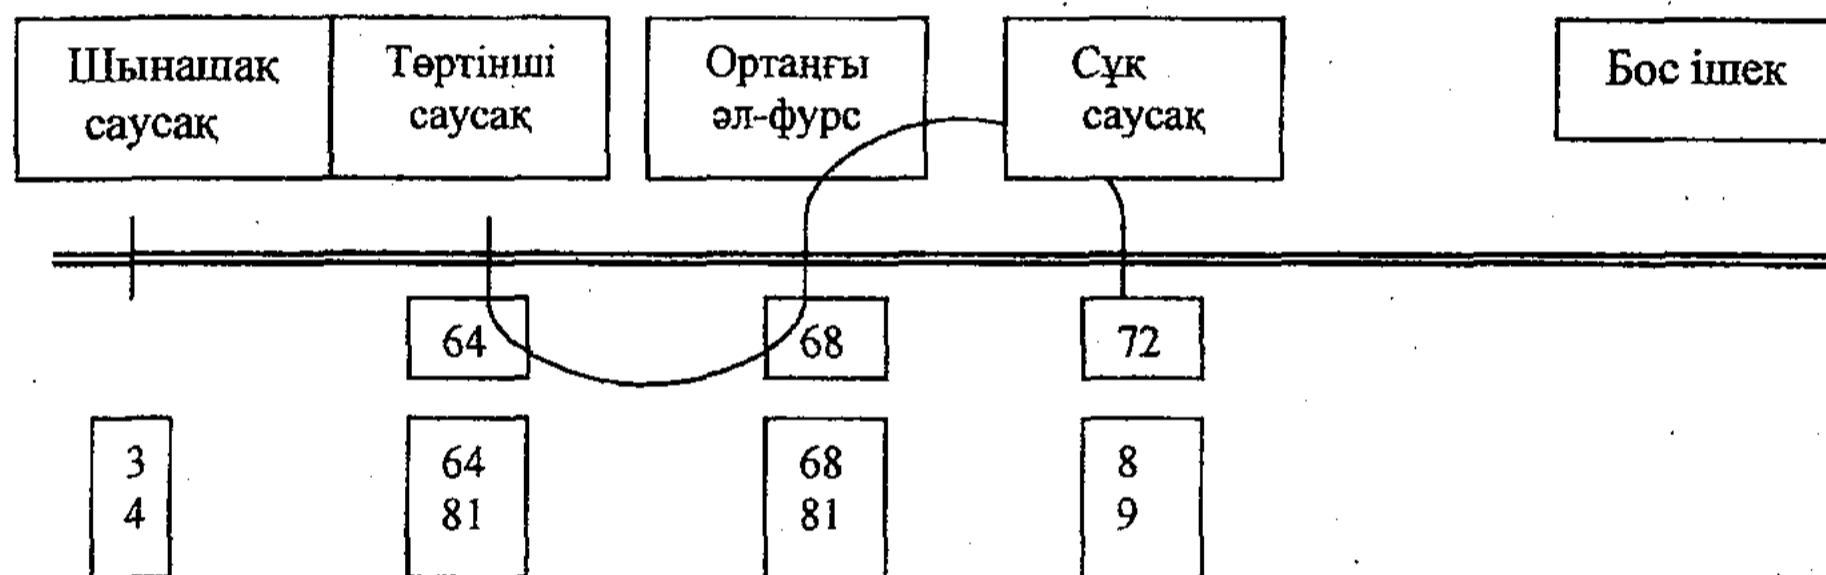 Шынашақ
саусақ
Төртінші
саусақ
Ортаңғы
әл-фурс
Сұқ
саусақ
Бос ішек
64
68
72
3
4
64
81
68
81
8
9